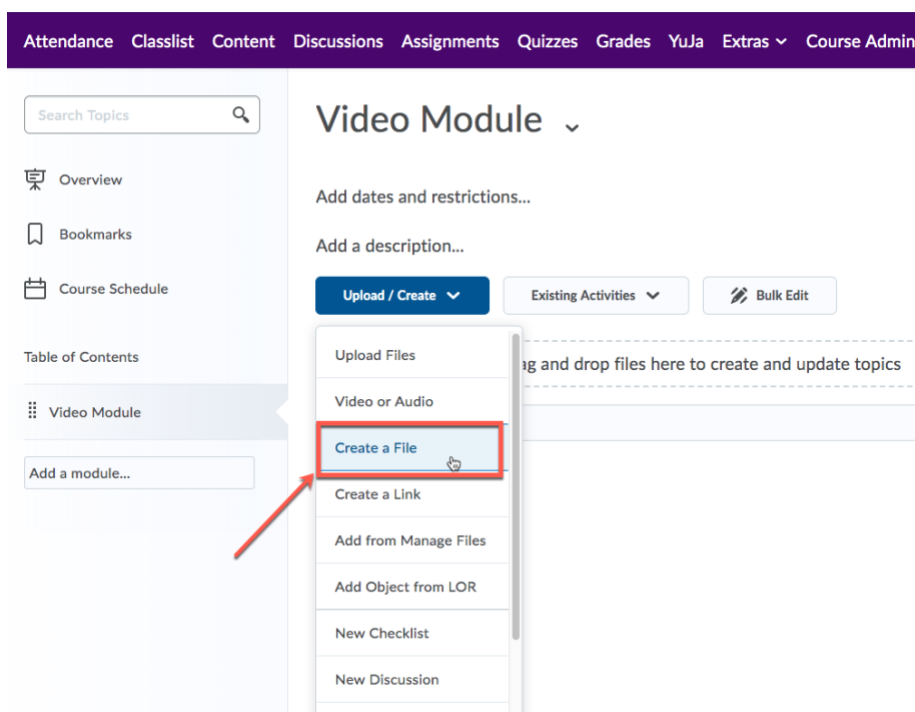 Attendance Classlist Content Discussions Assignments Quizzes Grades YuJa Extras Course Admin
Search Topics
Overview
Bookmarks
Course Schedule
Table of Contents
Video Module
Add a module...
Video Module
Add dates and restrictions...
Add a description...
Upload / Create Existing Activities Bulk Edit
and drop files here to create and update topics
Upload Files
Video or Audio
Create a File
Create a Link
Add from Manage Files
Add Object from LOR
New Checklist
New Discussion